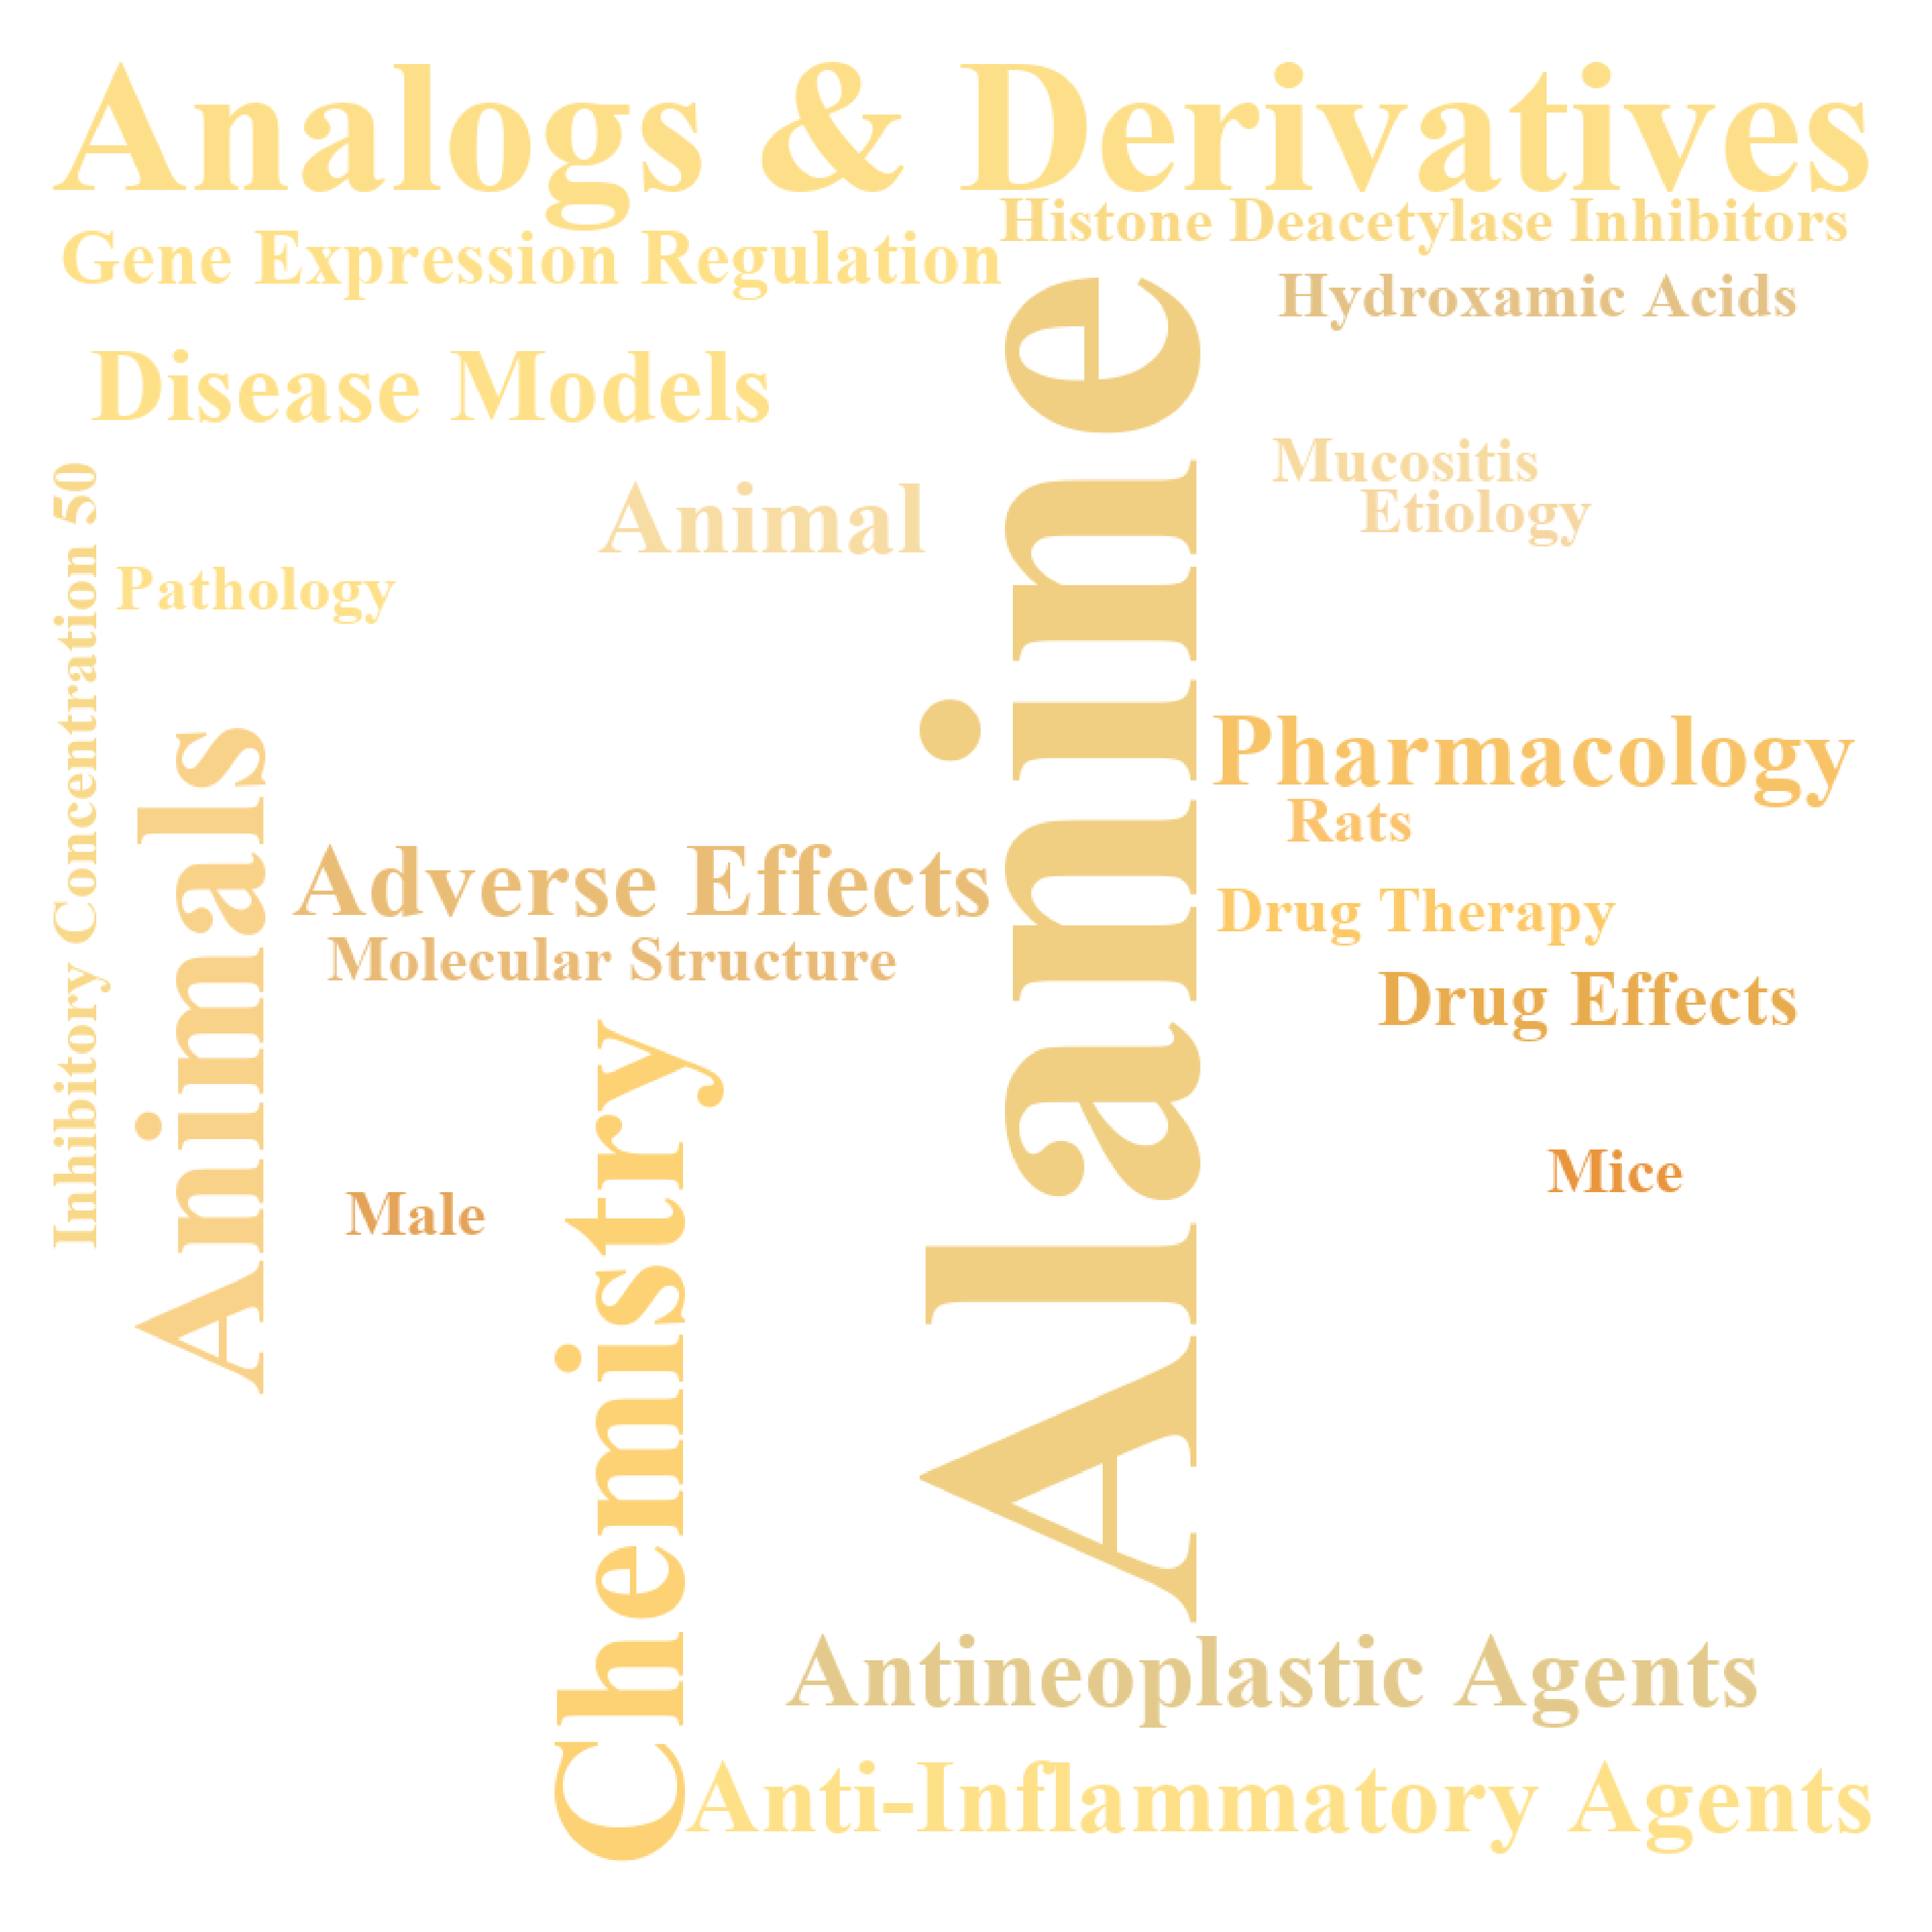 Analogs & Derivatives
Histone Deacetylase Inhibitors
Gene Expression Regulation
Hydroxamic Acids
Disease Models
Mucositis
Etiology
Animal
Pathology
Inhibitory Concentration 50
Animals
Alanine
Pharmacology
Rats
Adverse Effects
Drug Therapy
Molecular Structure
Drug Effects
Chemistry
Mice
Male
Antineoplastic Agents
Anti-Inflammatory Agents